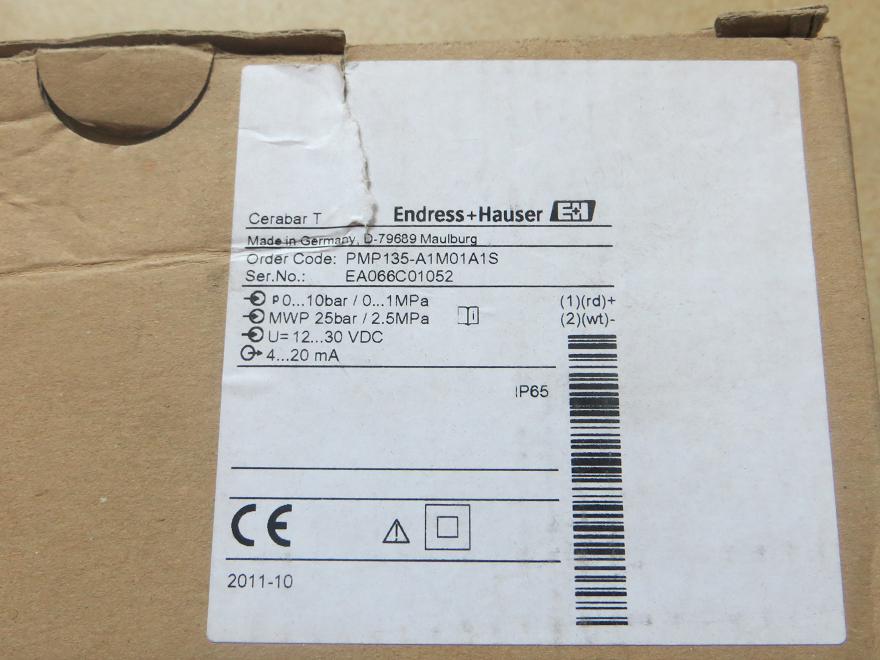 Cerabar T
Endress+Hauser E+H
Made in Germany, D-79689 Maulburg
Order Code: PMP135-A1M01A1S
Ser.No.: EA066C01052
p 0...10bar / 0...1MPa
MWP 25bar / 2.5MPa
U= 12...30 VDC
4...20 mA
(1)(rd)+
(2)(wt)-
IP65
CE
2011-10